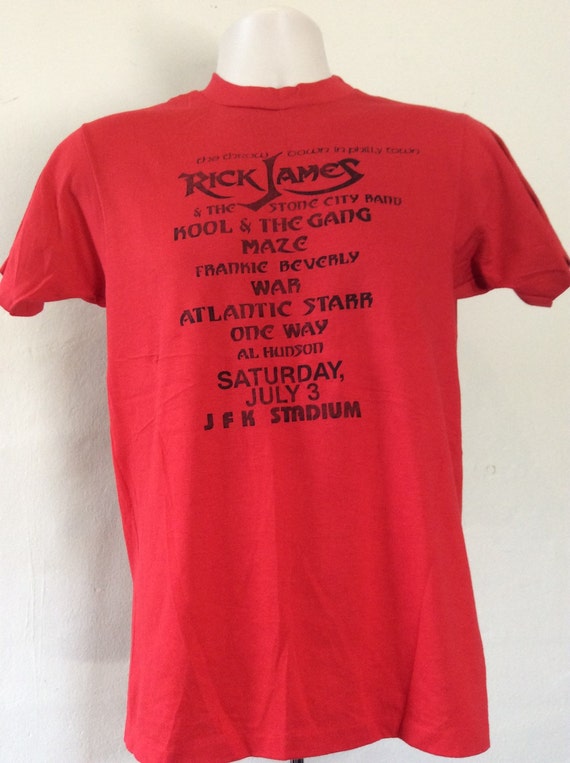 the throw down in philly town
RICK JAMES
& THE STONE CITY BAND
KOOL & THE GANG
MAZE
FRANKIE BEVERLY
WAR
ATLANTIC STARR
ONE WAY
AL HUDSON
SATURDAY,
JULY 3
JFK STADIUM